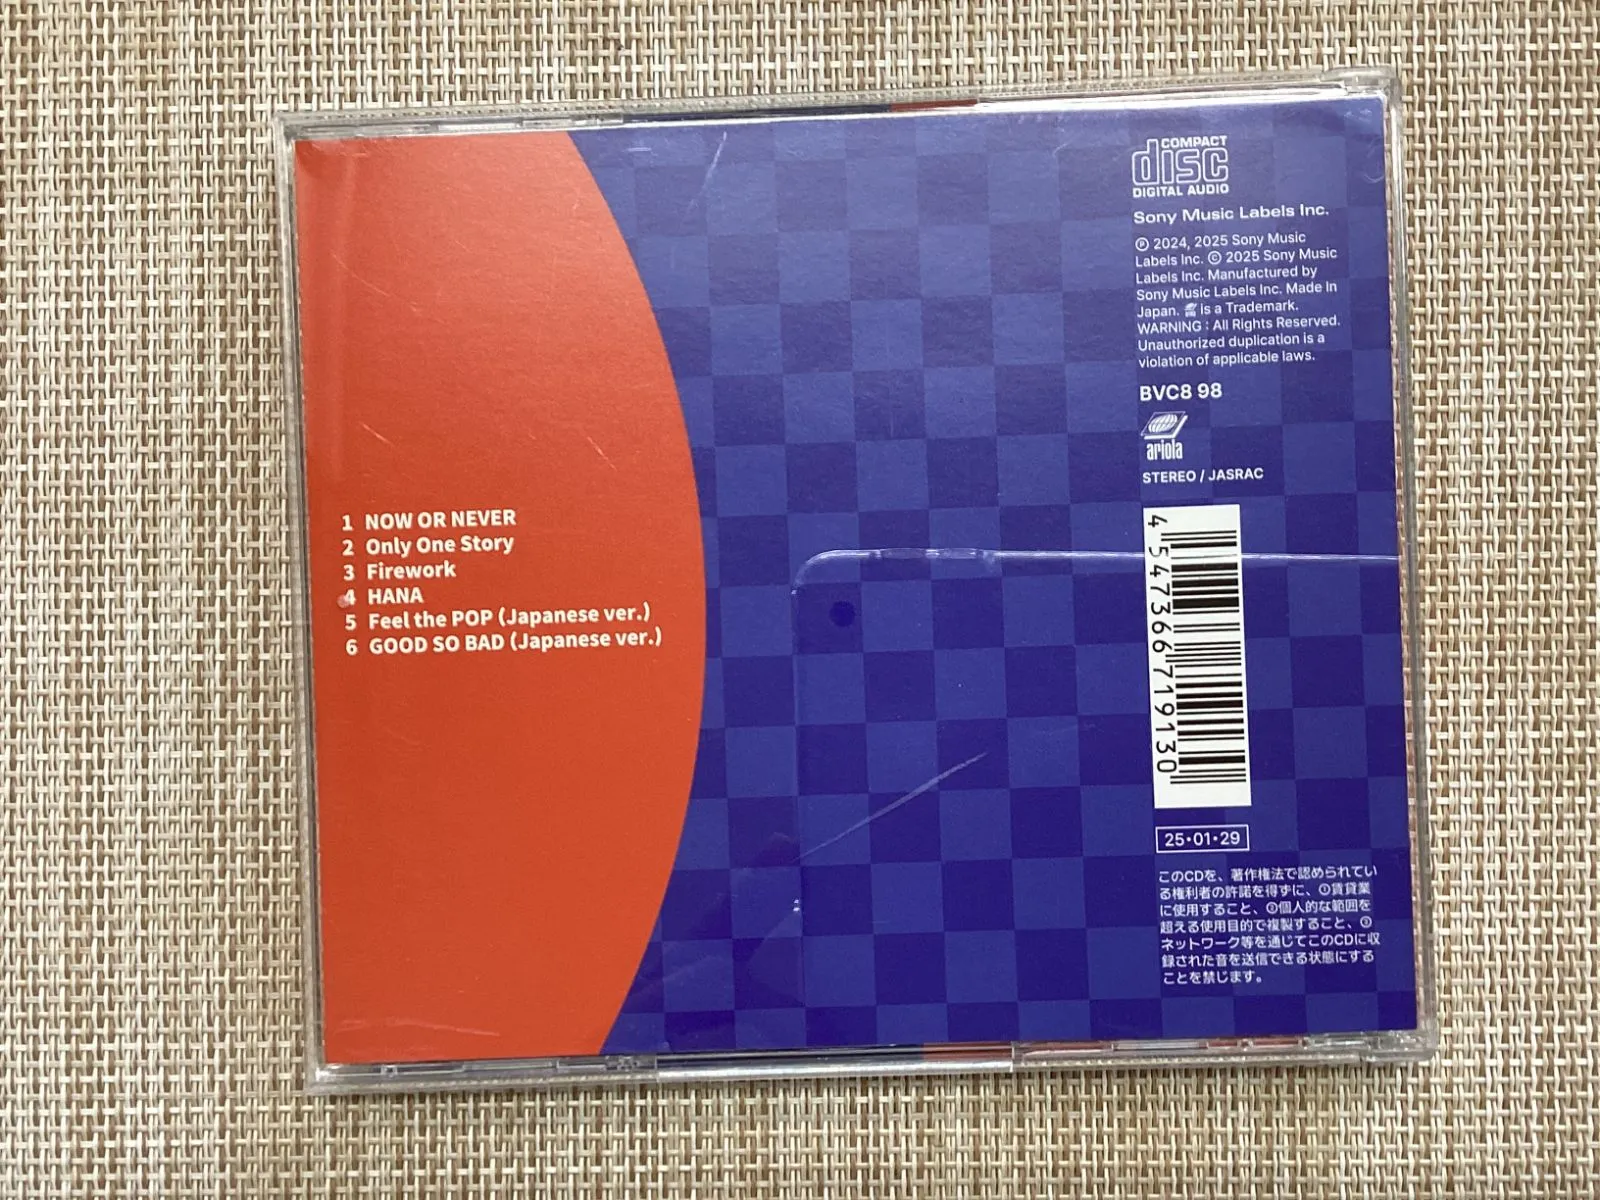 1 NOW OR NEVER
2 Only One Story
3 Firework
4 HANA
5 Feel the POP (Japanese ver.)
6 GOOD SO BAD (Japanese ver.)
COMPACT
disc
DIGITAL AUDIO
Sony Music Labels Inc.
℗ 2024, 2025 Sony Music
Labels Inc. © 2025 Sony Music
Labels Inc. Manufactured by
Sony Music Labels Inc. Made in
Japan. is a Trademark.
WARNING : All Rights Reserved.
Unauthorized duplication is a
violation of applicable laws.
BVC8 98
ariola
STEREO / JASRAC
4 547366 719130
25•01•29
このCDを、著作権法で認められてい
る権利者の許諾を得ずに、①賃貸業
に使用すること、②個人的な範囲を
超える使用目的で複製すること、③
ネットワーク等を通じてこのCDに収
録された音を送信できる状態にする
ことを禁じます。